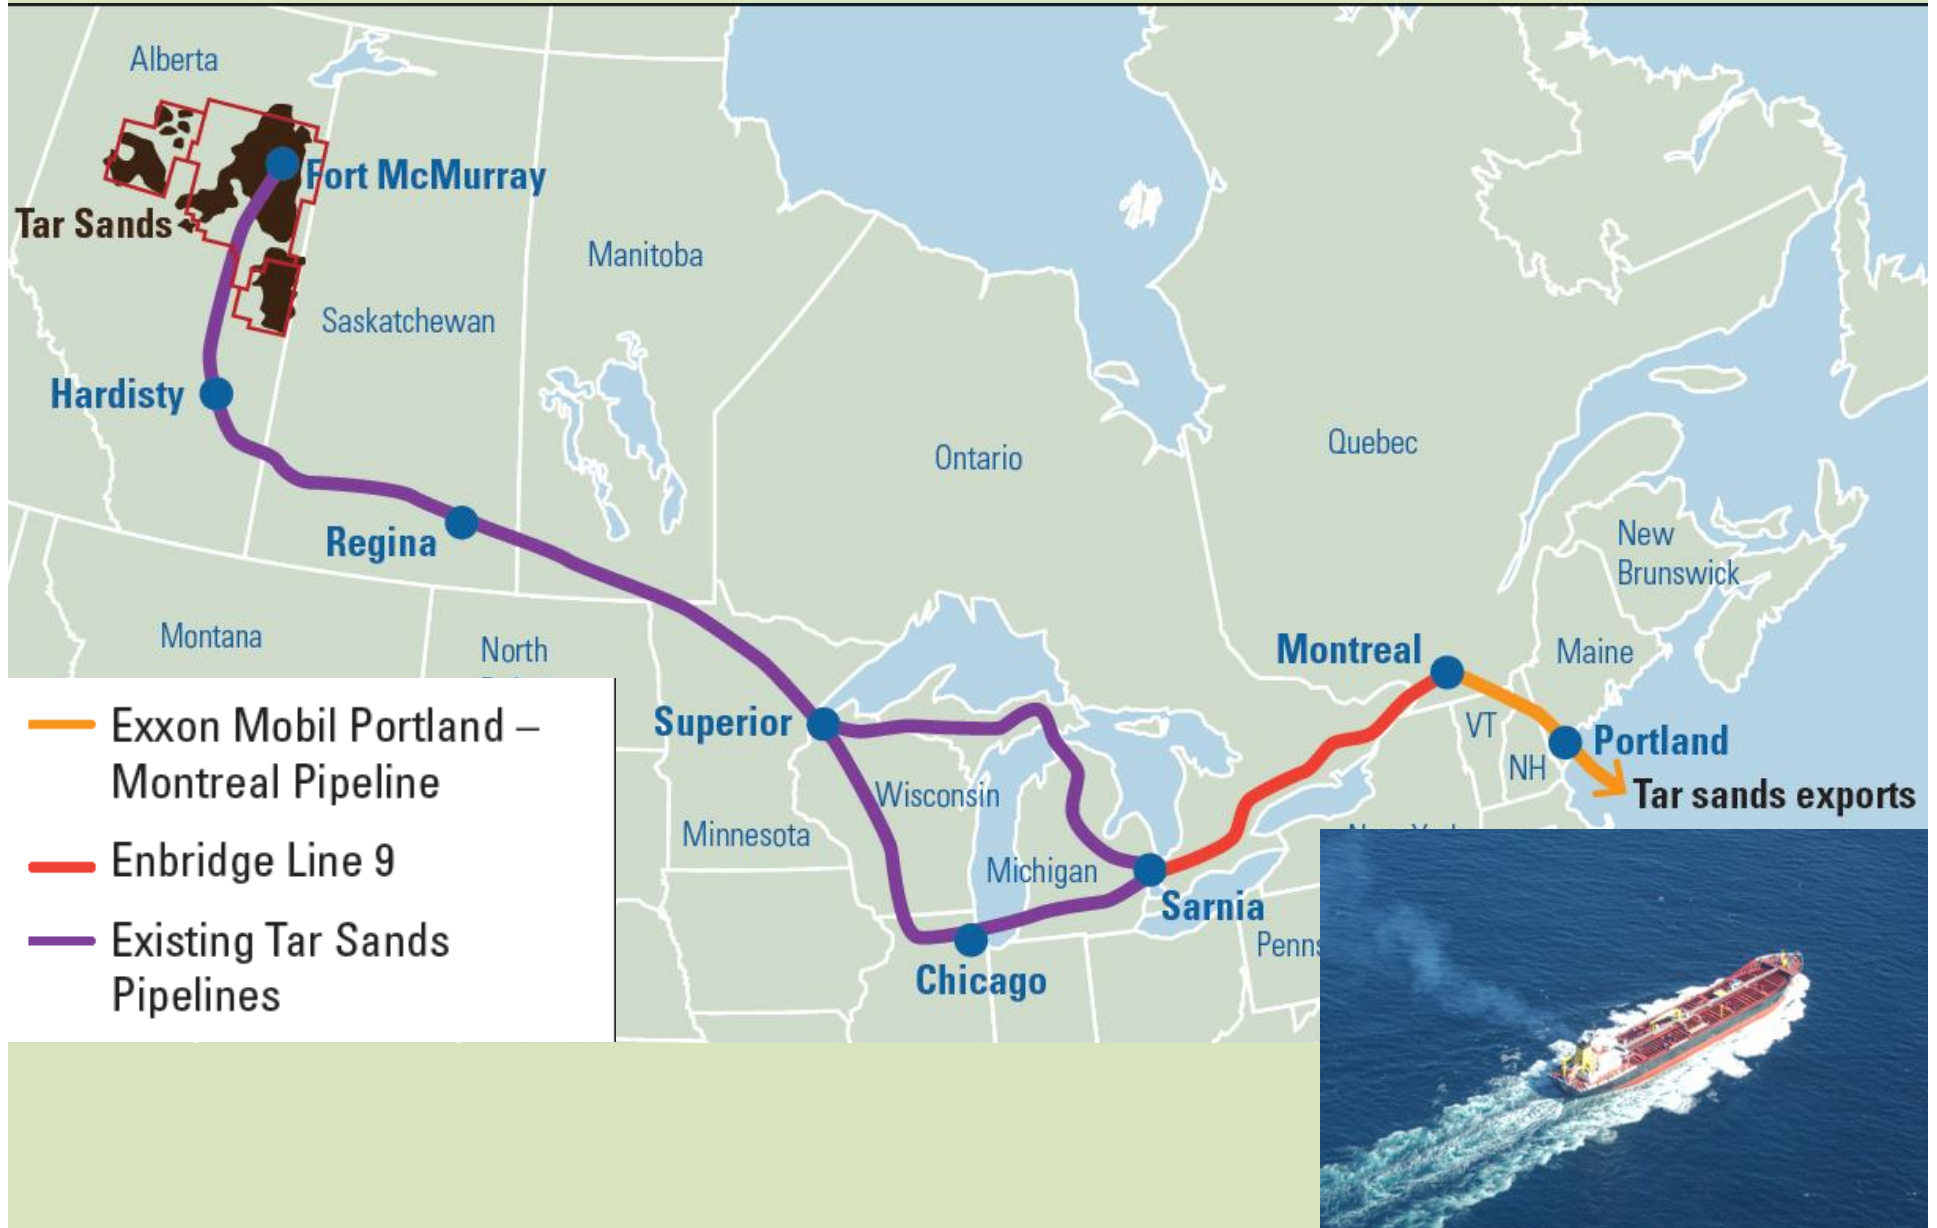 Alberta
Fort McMurray
Tar Sands
Manitoba
Saskatchewan
Hardisty
Ontario
Quebec
Regina
New
Brunswick
Montana
North
Montreal
Maine
Superior
VT
Portland
NH
Tar sands exports
Wisconsin
Minnesota
Michigan
Sarnia
Chicago
Exxon Mobil Portland –
Montreal Pipeline
Enbridge Line 9
Existing Tar Sands
Pipelines